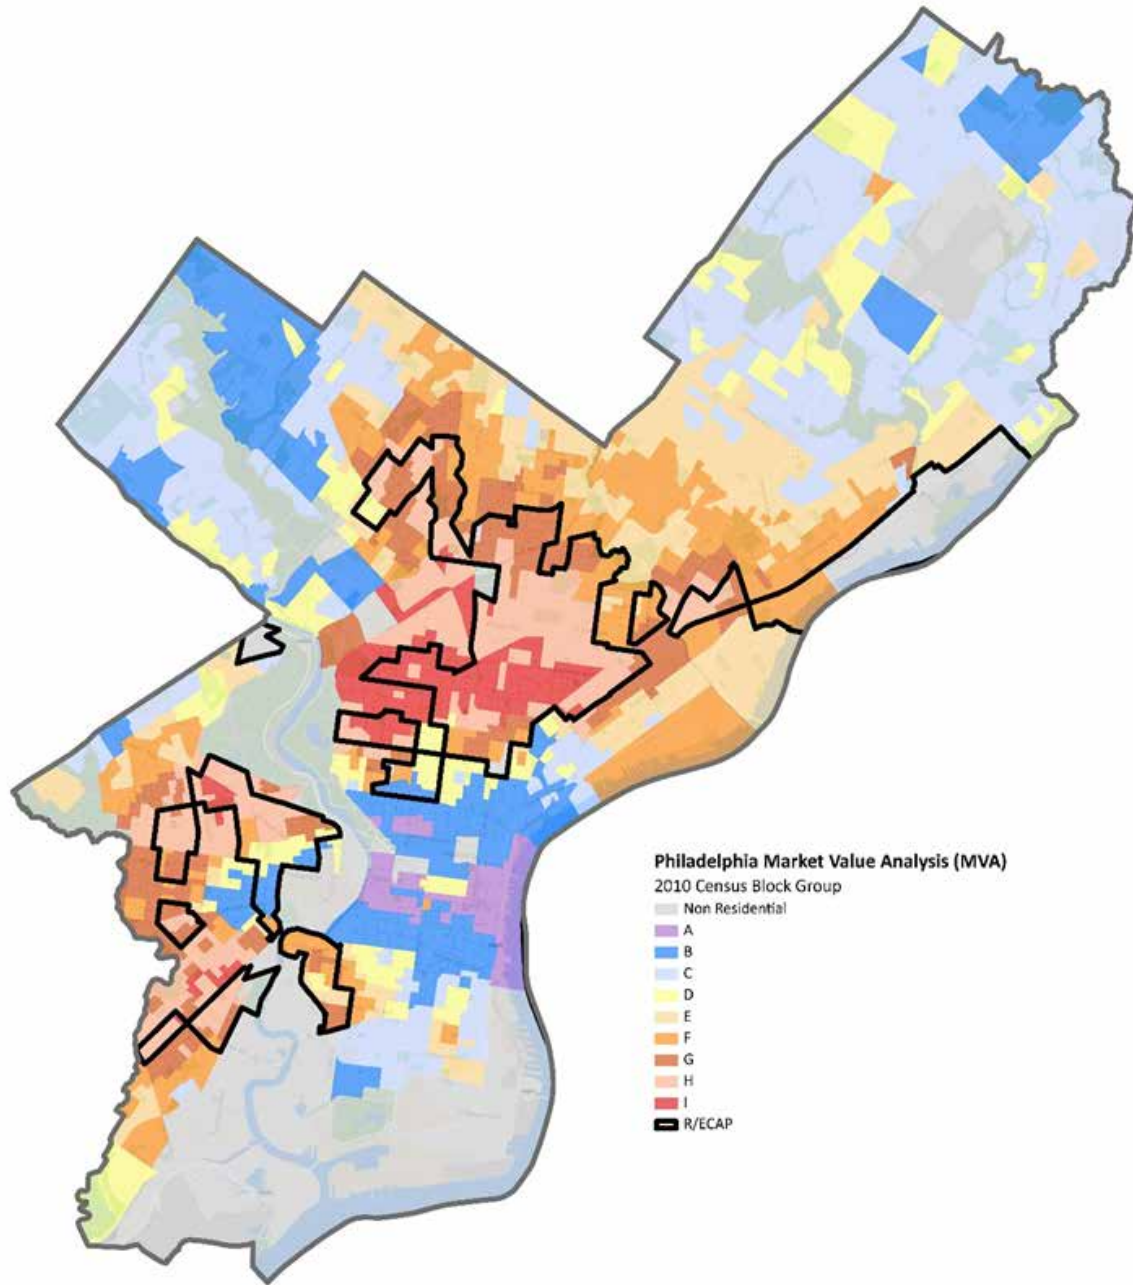 Philadelphia Market Value Analysis (MVA)
2010 Census Block Group
Non Residential
A
B
C
D
E
F
G
H
I
R/ECAP